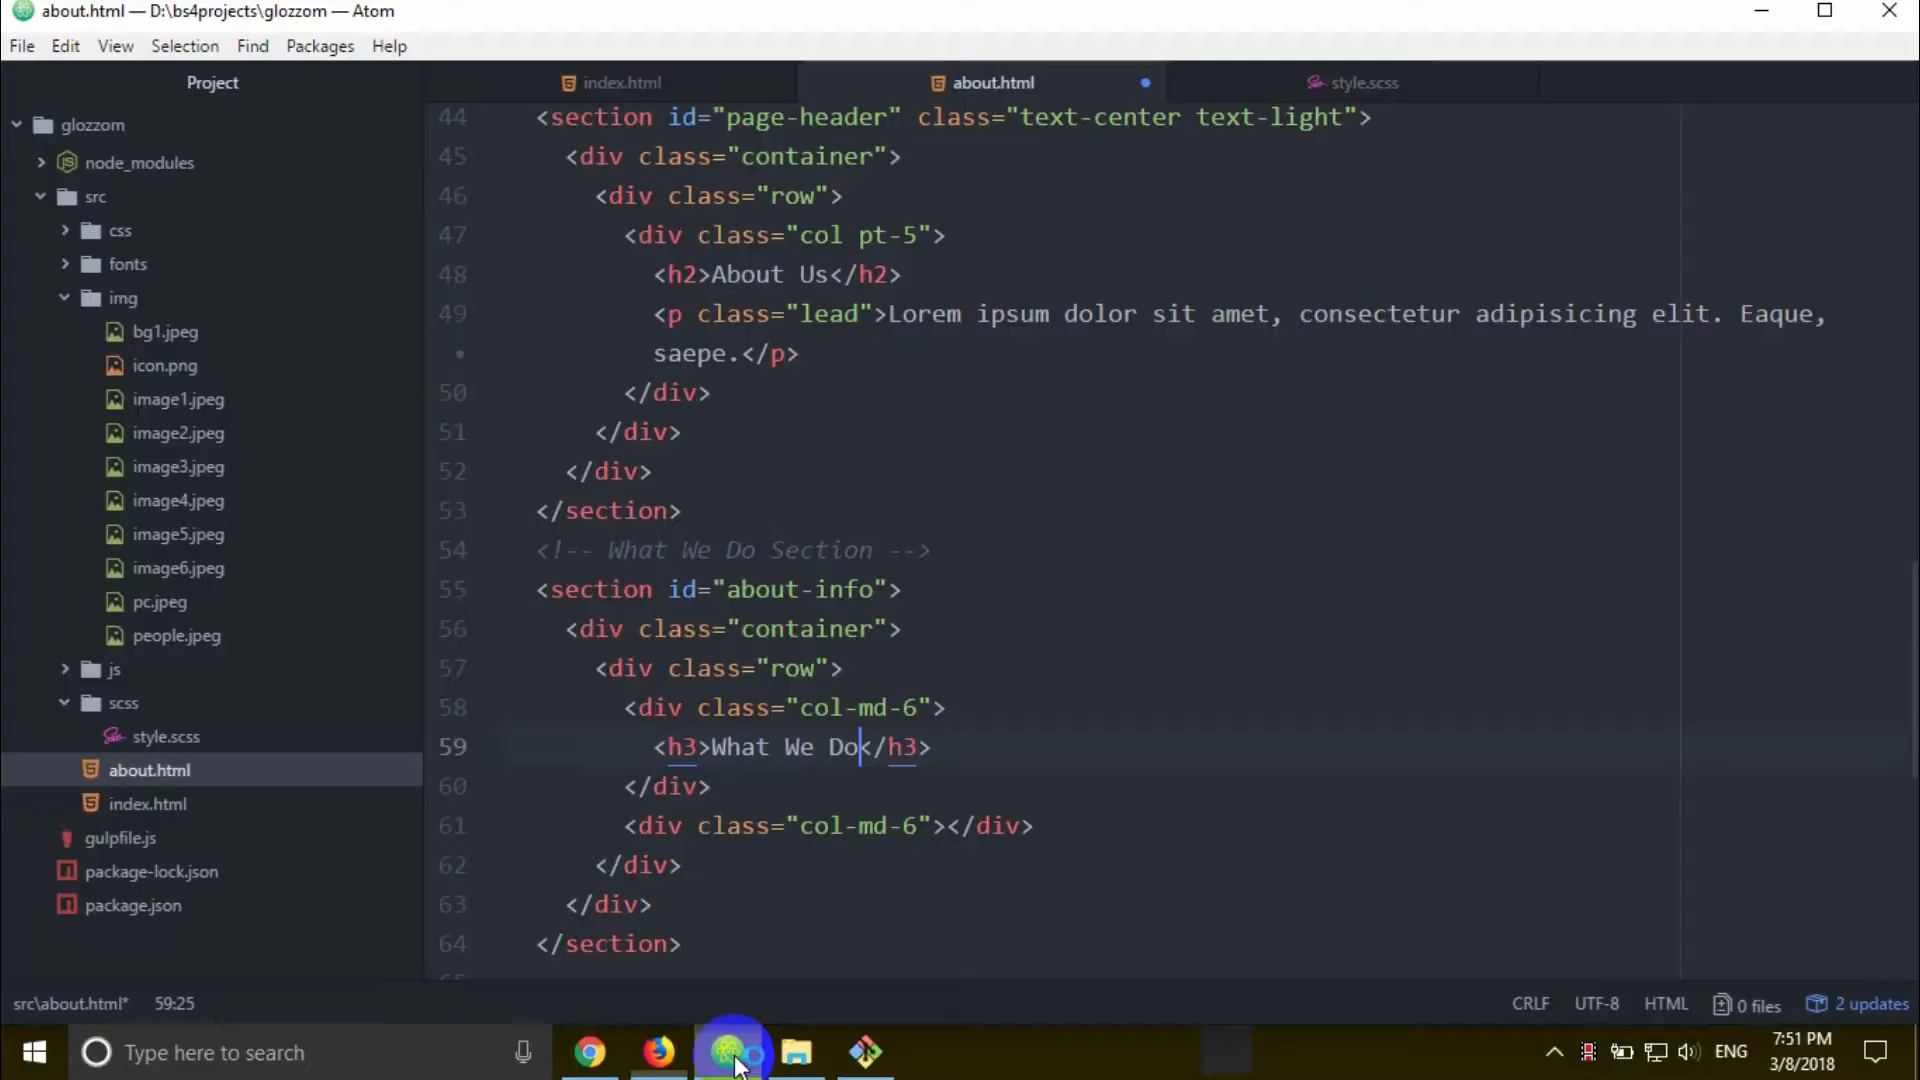 about.html — D:\bs4projects\glozzom — Atom
File Edit View Selection Find Packages Help
Project
glozzom
node_modules
src
css
fonts
img
bg1.jpeg
icon.png
image1.jpeg
image2.jpeg
image3.jpeg
image4.jpeg
image5.jpeg
image6.jpeg
pc.jpeg
people.jpeg
js
scss
style.scss
about.html
index.html
gulpfile.js
package-lock.json
package.json
index.html about.html style.scss
44 <section id="page-header" class="text-center text-light">
45 <div class="container">
46 <div class="row">
47 <div class="col pt-5">
48 <h2>About Us</h2>
49 <p class="lead">Lorem ipsum dolor sit amet, consectetur adipisicing elit. Eaque,
saepe.</p>
50 </div>
51 </div>
52 </div>
53 </section>
54 <!-- What We Do Section -->
55 <section id="about-info">
56 <div class="container">
57 <div class="row">
58 <div class="col-md-6">
59 <h3>What We Do</h3>
60 </div>
61 <div class="col-md-6"></div>
62 </div>
63 </div>
64 </section>
src\about.html* 59:25 CRLF UTF-8 HTML 0 files 2 updates
Type here to search
ENG
7:51 PM
3/8/2018